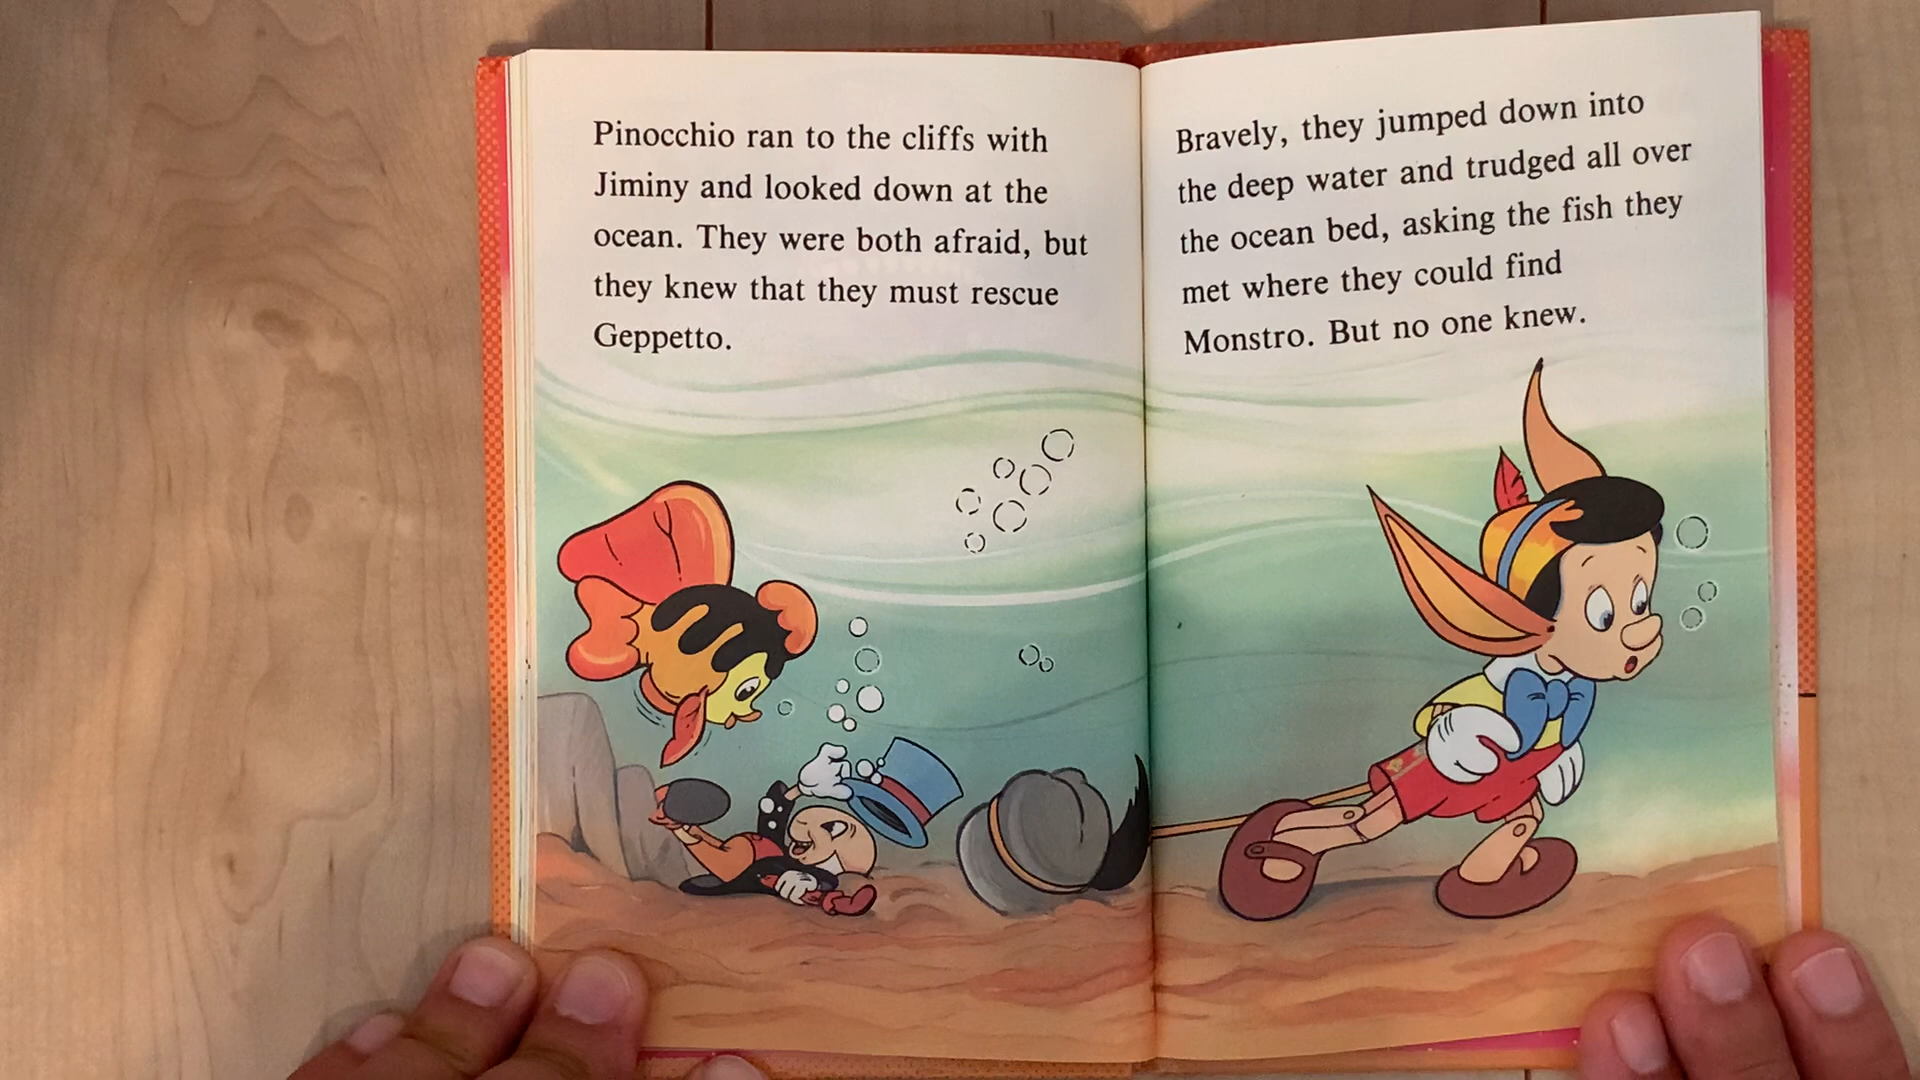 Pinocchio ran to the cliffs with
Jiminy and looked down at the
ocean. They were both afraid, but
they knew that they must rescue
Geppetto.
Bravely, they jumped down into
the deep water and trudged all over
the ocean bed, asking the fish they
met where they could find
Monstro. But no one knew.